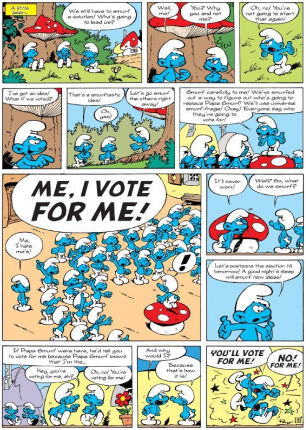 A little
later...
We still have to smurf
a solution! Who's going
to lead us?
Well,
me!
You? Why
you and not
me?
Oh, no! You're
not going to start
that again!
I've got an idea!
What if we voted?
That's a smurftastic
idea!
Oh,
yes!
Let's go smurf
the others right
away!
Smurf carefully to me! We've smurfed
out a way to figure out who's going to
replace Papa Smurf! We'll use universal
smurf-frage! Okay! Everyone say who
they're going to
vote for!
ME, I VOTE
FOR ME!
Me,
I hate
me's!
!
It'll never
work!
Well? So, what
do we smurf?
Let's postpone the election till
tomorrow! A good night's sleep
will smurf new ideas!
If Papa Smurf were here, he'd tell you
to vote for me because Papa Smurf knows
that I'm the...
Hey, you're
voting for me, eh?
Oh, no! You're
voting for me!
And why
would I?
Because
that's how
it is!
YOU'LL VOTE
FOR ME!
NO!
FOR ME!